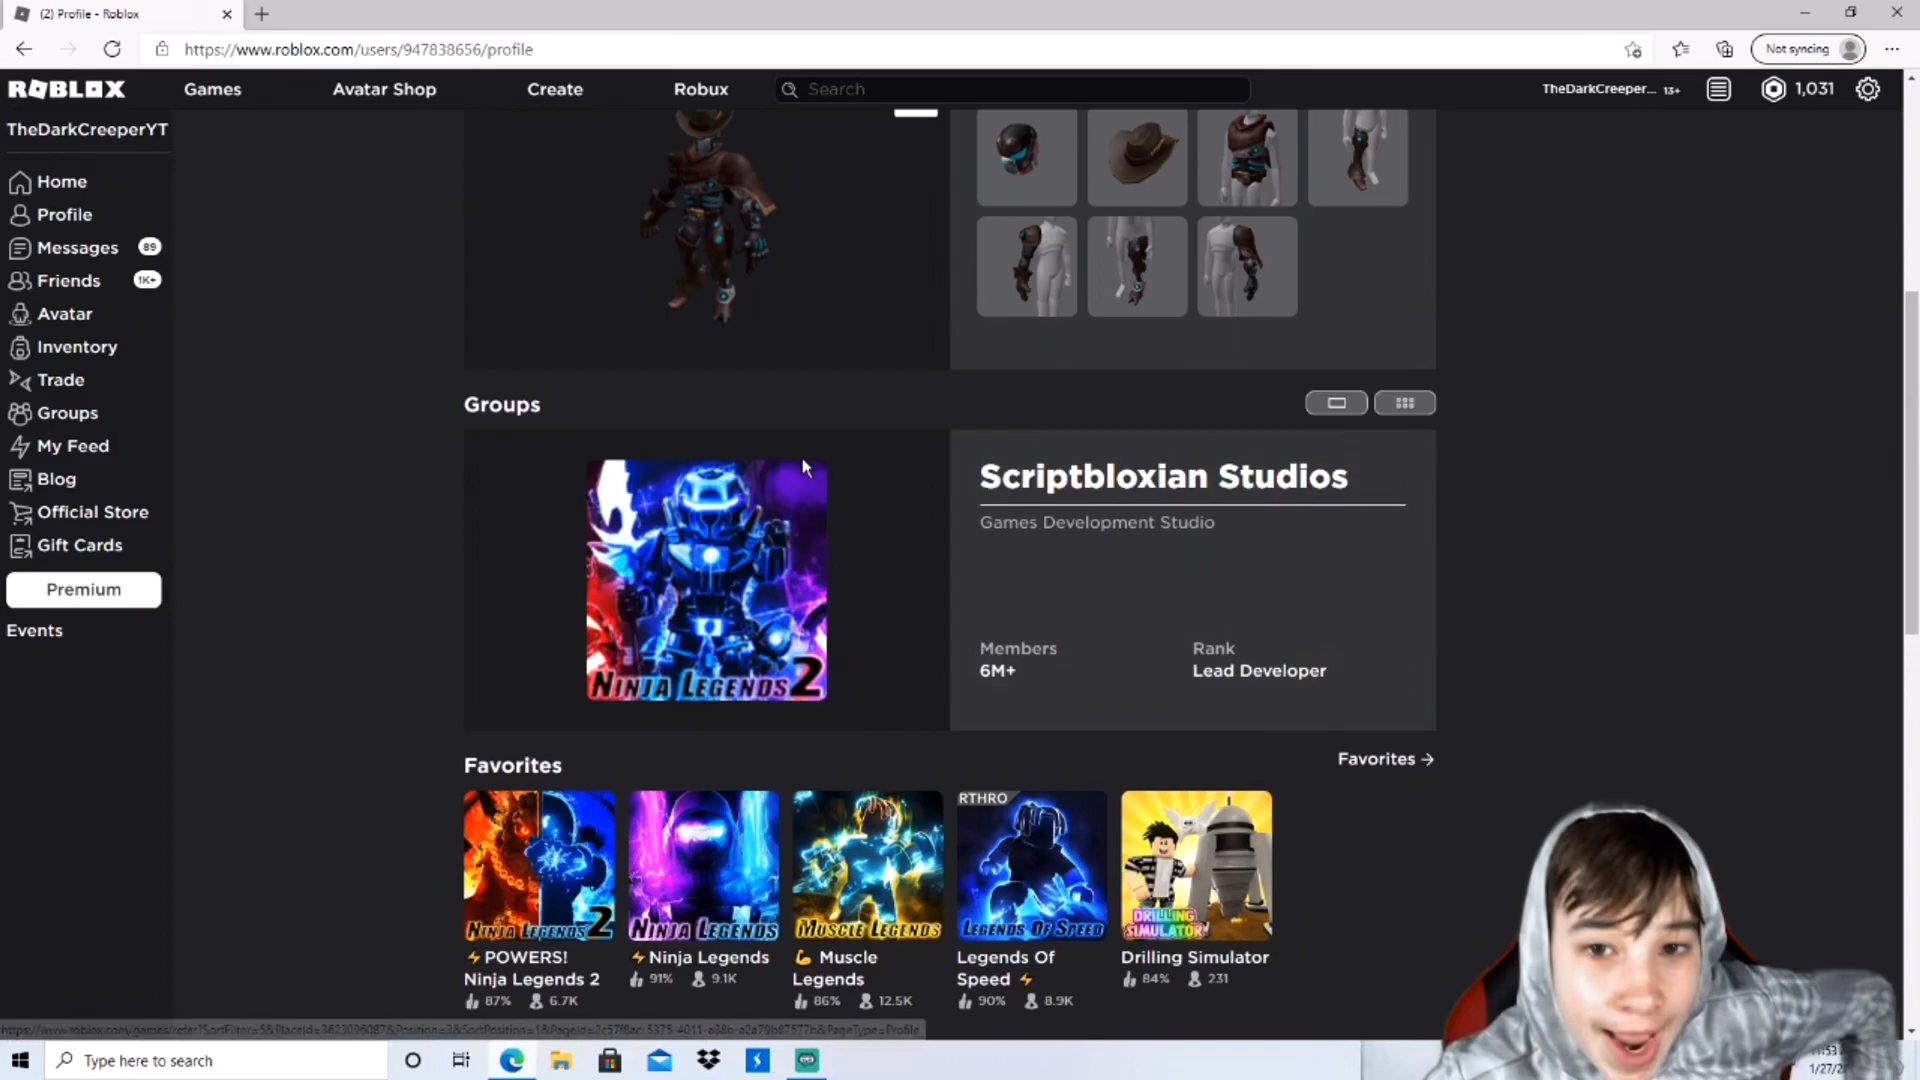 (2) Profile - Roblox
https://www.roblox.com/users/947838656/profile
Not syncing
ROBLOX
Games
Avatar Shop
Create
Robux
Search
TheDarkCreeper... 13+
1,031
TheDarkCreeperYT
Home
Profile
Messages 89
Friends 1K+
Avatar
Inventory
Trade
Groups
My Feed
Blog
Official Store
Gift Cards
Premium
Events
Groups
NINJA LEGENDS 2
Scriptbloxian Studios
Games Development Studio
Members
6M+
Rank
Lead Developer
Favorites
Favorites →
NINJA LEGENDS 2
NINJA LEGENDS
MUSCLE LEGENDS
RTHRO
LEGENDS OF SPEED
DRILLING SIMULATOR
⚡POWERS! Ninja Legends 2
87% 6.7K
⚡Ninja Legends
91% 9.1K
💪 Muscle Legends
86% 12.5K
Legends Of Speed ⚡
90% 8.9K
Drilling Simulator
84% 231
Type here to search